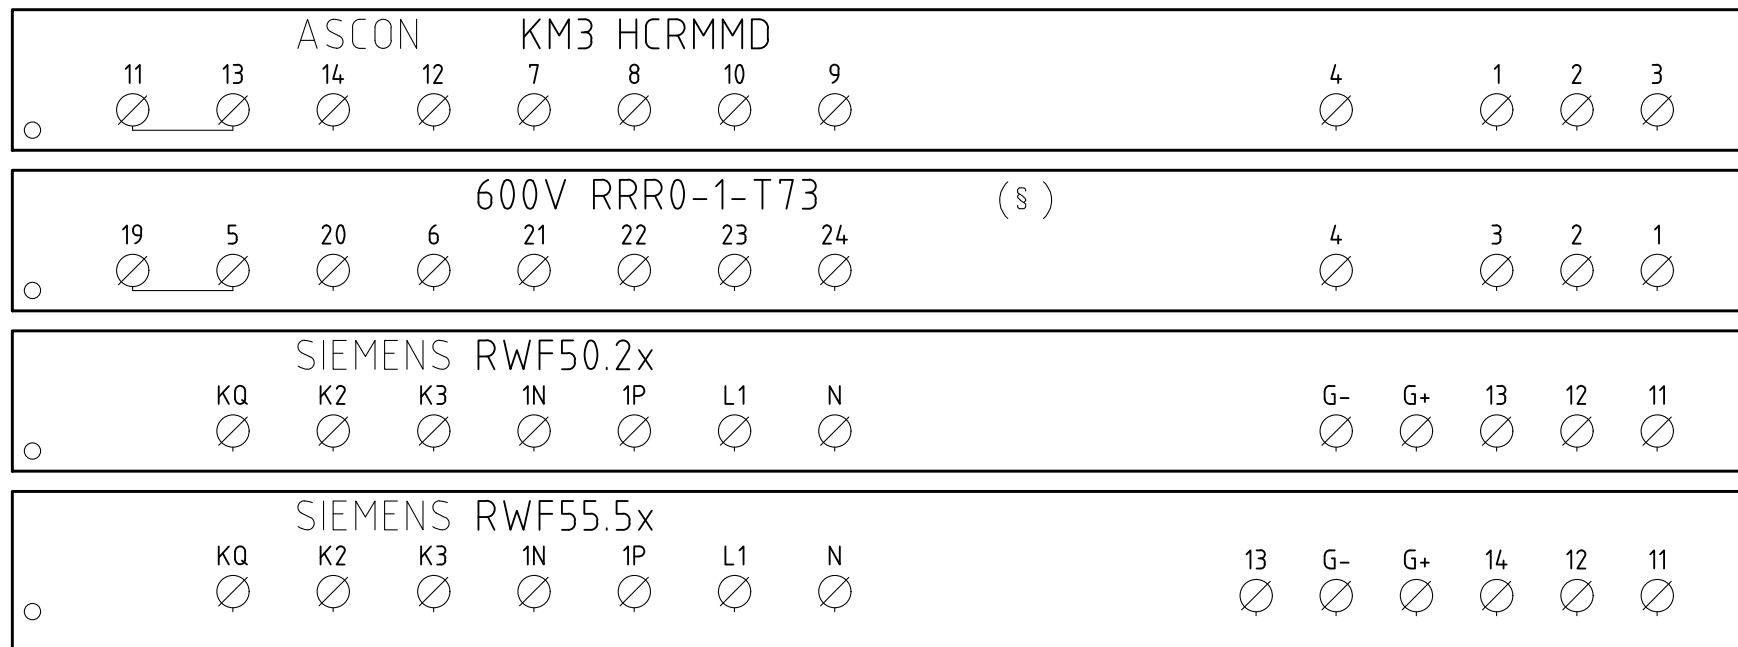 ASCON KM3 HCRMMD
11 13 14 12 7 8 10 9 4 1 2 3
600V RRR0-1-T73 (§)
19 5 20 6 21 22 23 24 4 3 2 1
SIEMENS RWF50.2x
KQ K2 K3 1N 1P L1 N G- G+ 13 12 11
SIEMENS RWF55.5x
KQ K2 K3 1N 1P L1 N 13 G- G+ 14 12 11